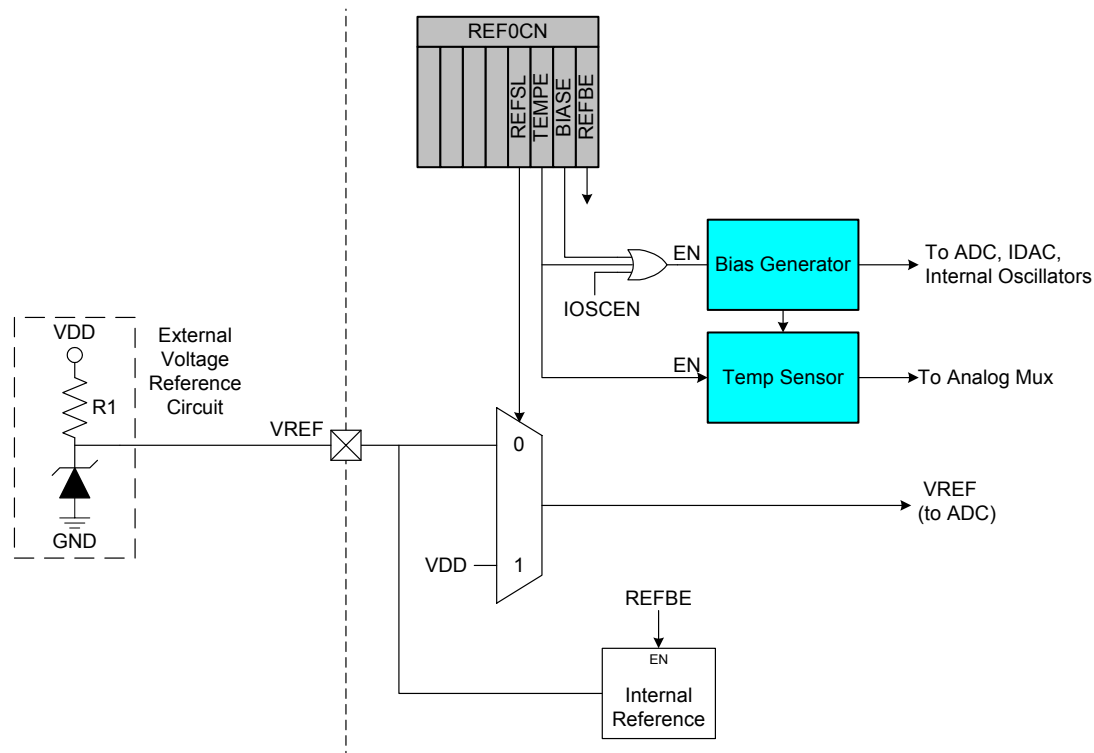 REF0CN
REFSL
TEMPE
BIASE
REFBE
EN
Bias Generator
To ADC, IDAC,
Internal Oscillators
IOSCEN
VDD
External
Voltage
Reference
Circuit
R1
GND
EN
Temp Sensor
To Analog Mux
VREF
0
VREF
(to ADC)
VDD
1
REFBE
EN
Internal
Reference